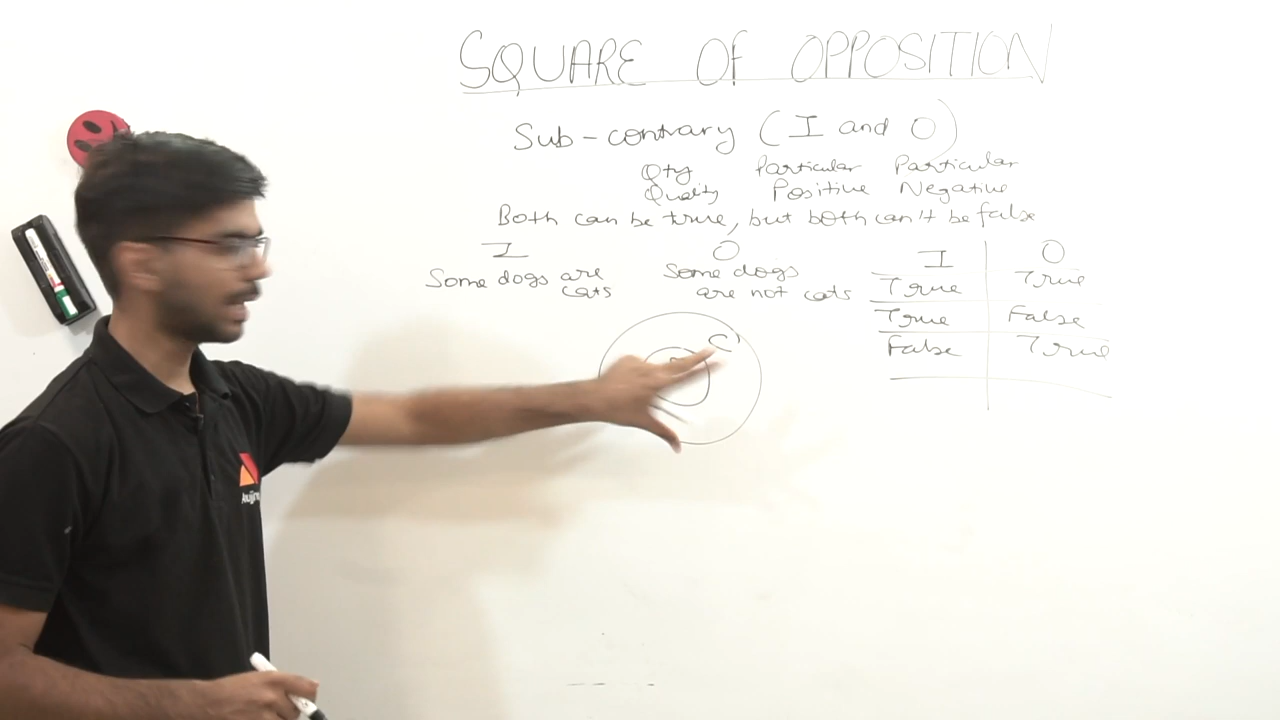 SQUARE OF OPPOSITION
Sub-contrary (I and O)
Qty Particular Particular
Quality Positive Negative
Both can be true, but both can't be false
I O
Some dogs are cats
Some dogs are not cats
I O
True True
True False
False True
C